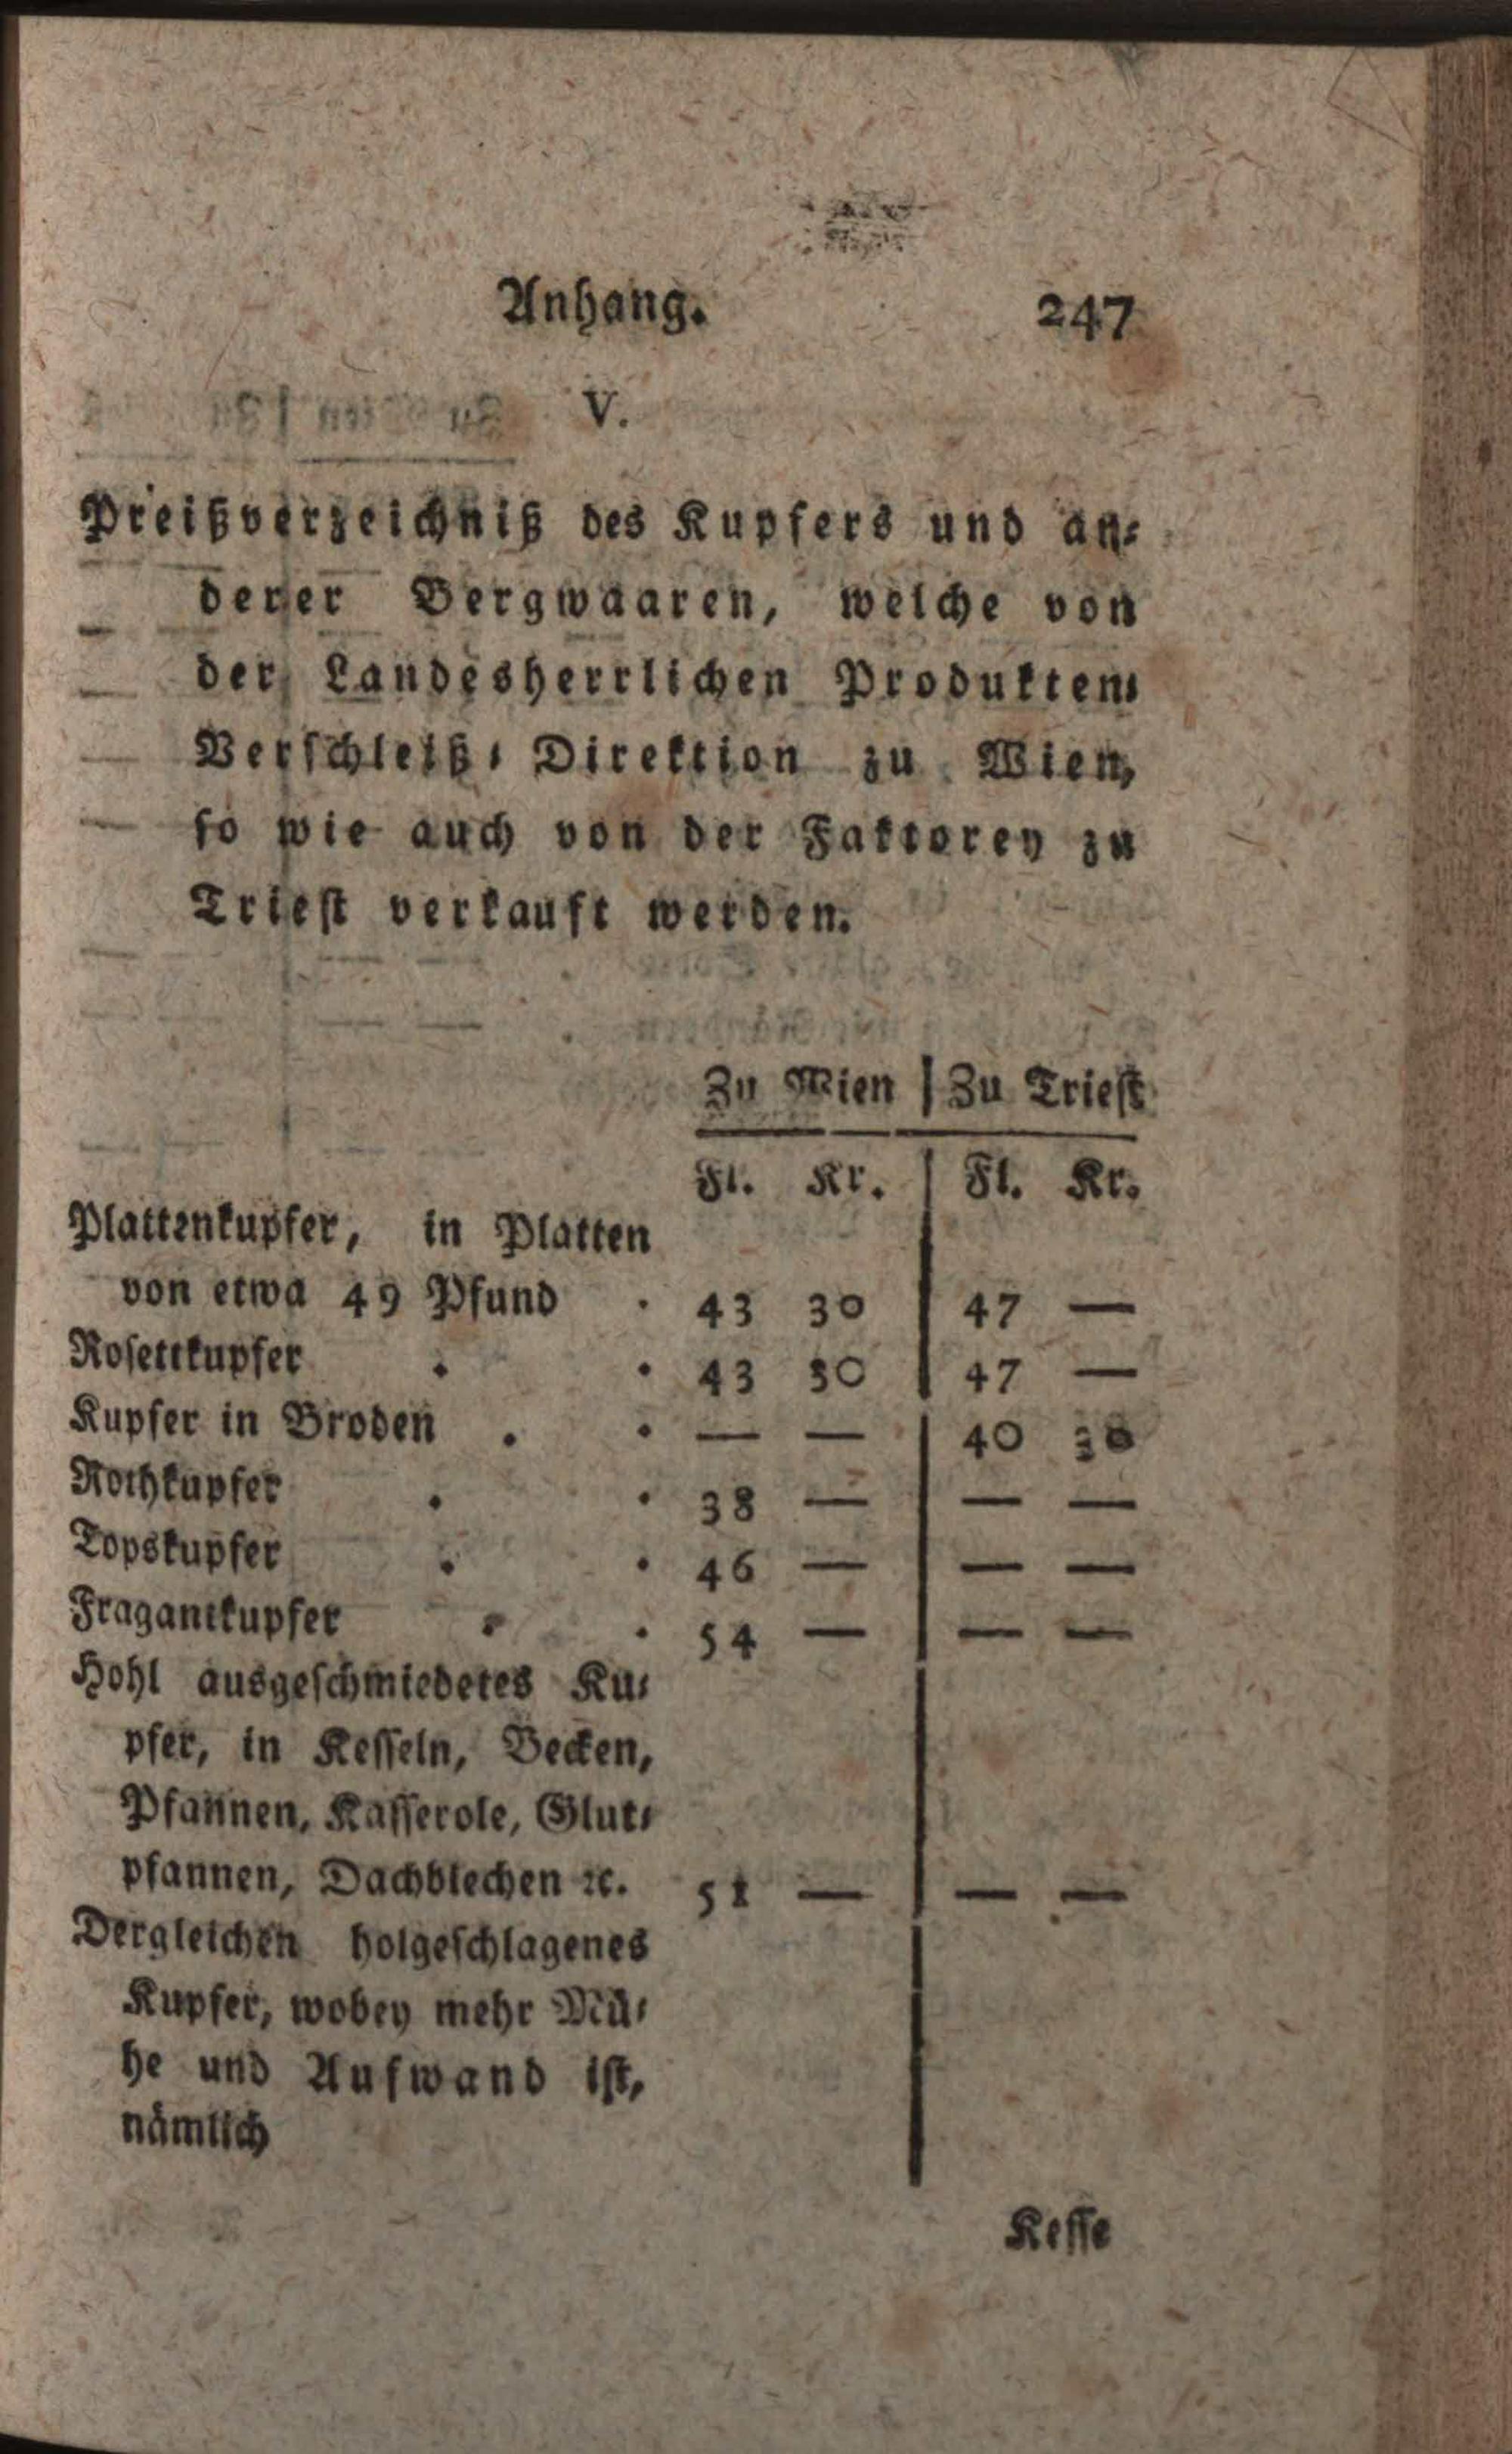 Anhang. 247
V.
Preißverzeichniß des Kupfers und an-
derer Bergwaaren, welche von
der Landesherrlichen Produkten-
Verschleiß-Direktion zu Wien,
so wie auch von der Faktorey zu
Triest verkauft werden.
Zu Wien | Zu Triest
Fl. Kr. | Fl. Kr.
Plattenkupfer, in Platten
von etwa 49 Pfund . 43 30 | 47 —
Rosettkupfer . . 43 30 | 47 —
Kupfer in Broden . . — — | 40 30
Rothkupfer . . 38 — | — —
Topskupfer . . 46 — | — —
Fragantkupfer . . 54 — | — —
Hohl ausgeschmiedetes Ku-
pfer, in Kesseln, Becken,
Pfannen, Kasserole, Glut-
pfannen, Dachblechen ꝛc. 51 — | — —
Dergleichen holgeschlagenes
Kupfer, wobey mehr Mü-
he und Aufwand ist,
nämlich
Kesse